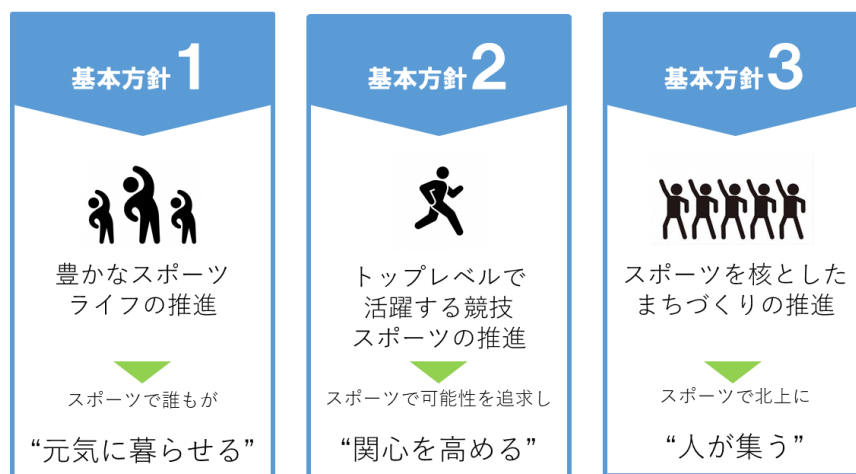 基本方針1
豊かなスポーツ
ライフの推進
スポーツで誰もが
“元気に暮らせる”
基本方針2
トップレベルで
活躍する競技
スポーツの推進
スポーツで可能性を追求し
“関心を高める”
基本方針3
スポーツを核とした
まちづくりの推進
スポーツで北上に
“人が集う”